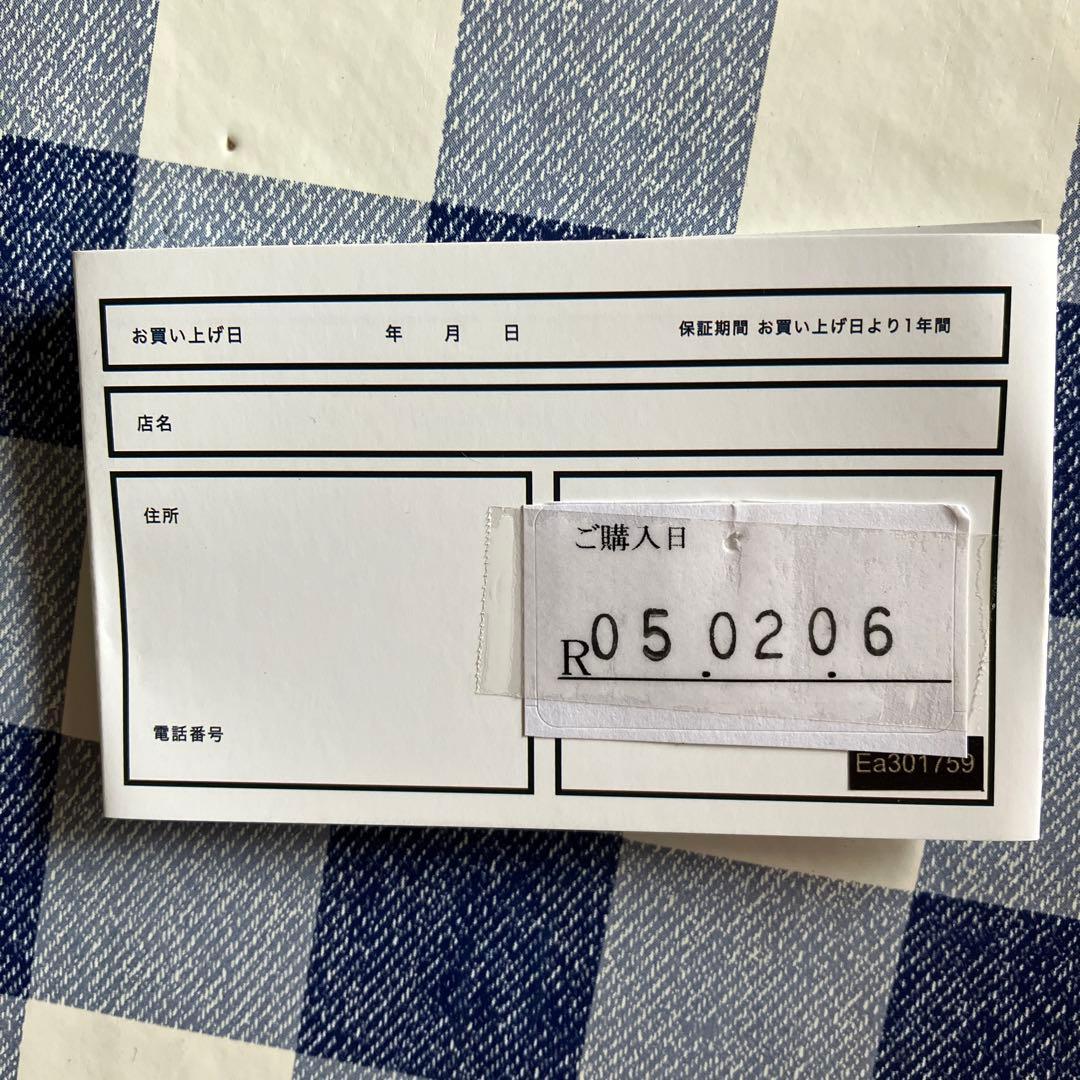 お買い上げ日 年 月 日 保証期間 お買い上げ日より1年間
店名
住所
電話番号
ご購入日
R05.02.06
Ea301759